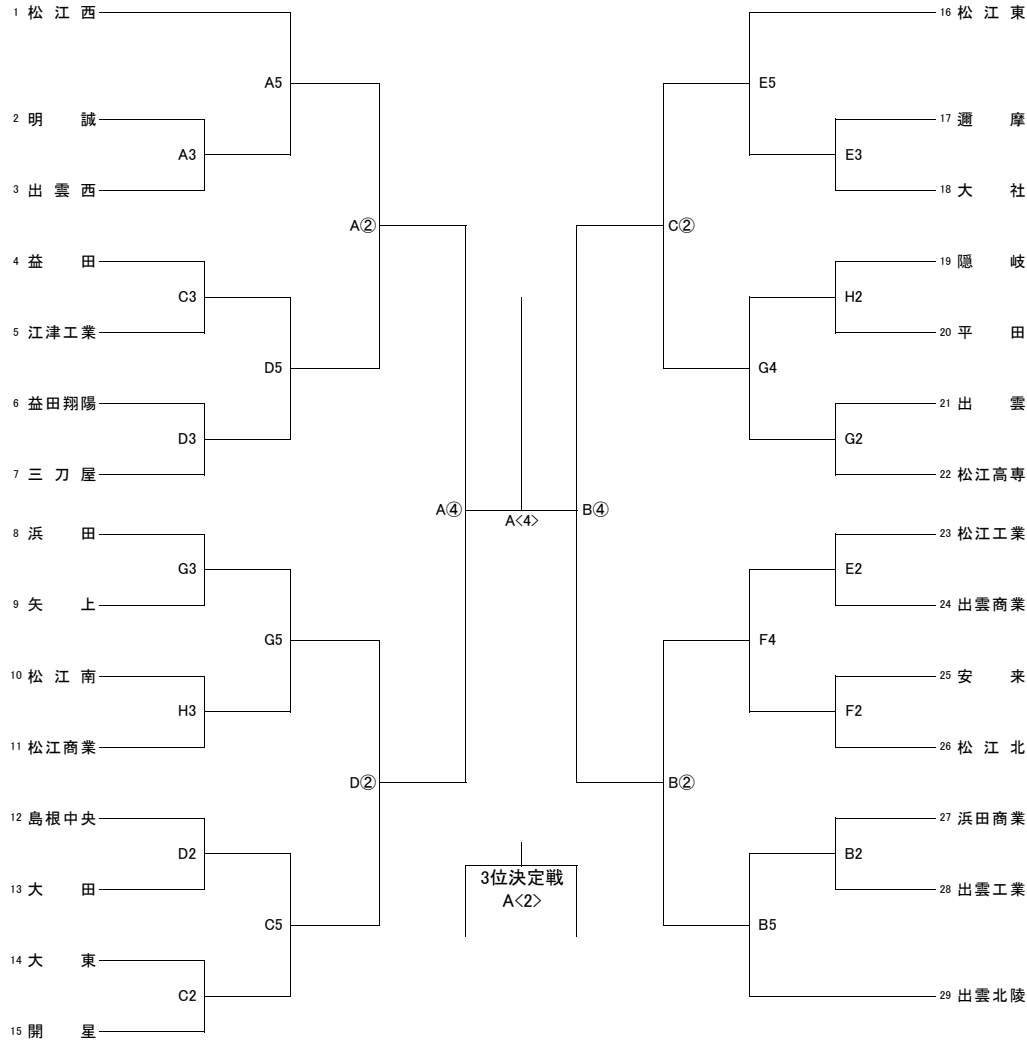 1 松江西
A5
2 明誠
A3
3 出雲西
A②
4 益田
C3
5 江津工業
D5
6 益田翔陽
D3
7 三刀屋
A④
8 浜田
G3
9 矢上
G5
10 松江南
H3
11 松江商業
D②
12 島根中央
D2
13 大田
C5
14 大東
C2
15 開星
A<4>
3位決定戦
A<2>
16 松江東
E5
17 邇摩
E3
18 大社
C②
19 隠岐
H2
20 平田
G4
21 出雲
G2
22 松江高専
B④
23 松江工業
E2
24 出雲商業
F4
25 安来
F2
26 松江北
B②
27 浜田商業
B2
28 出雲工業
B5
29 出雲北陵